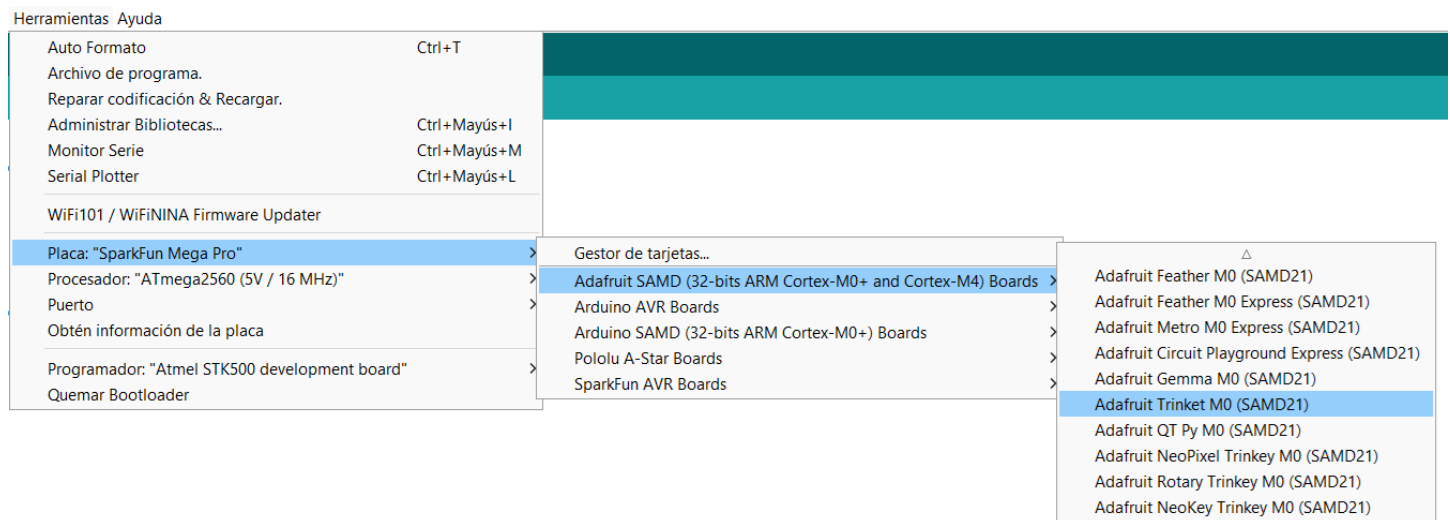 Herramientas Ayuda
Auto Formato Ctrl+T
Archivo de programa.
Reparar codificación & Recargar.
Administrar Bibliotecas... Ctrl+Mayús+I
Monitor Serie Ctrl+Mayús+M
Serial Plotter Ctrl+Mayús+L
WiFi101 / WiFiNINA Firmware Updater
Placa: "SparkFun Mega Pro"
Procesador: "ATmega2560 (5V / 16 MHz)"
Puerto
Obtén información de la placa
Programador: "Atmel STK500 development board"
Quemar Bootloader
Gestor de tarjetas...
Adafruit SAMD (32-bits ARM Cortex-M0+ and Cortex-M4) Boards
Arduino AVR Boards
Arduino SAMD (32-bits ARM Cortex-M0+) Boards
Pololu A-Star Boards
SparkFun AVR Boards
Adafruit Feather M0 (SAMD21)
Adafruit Feather M0 Express (SAMD21)
Adafruit Metro M0 Express (SAMD21)
Adafruit Circuit Playground Express (SAMD21)
Adafruit Gemma M0 (SAMD21)
Adafruit Trinket M0 (SAMD21)
Adafruit QT Py M0 (SAMD21)
Adafruit NeoPixel Trinkey M0 (SAMD21)
Adafruit Rotary Trinkey M0 (SAMD21)
Adafruit NeoKey Trinkey M0 (SAMD21)